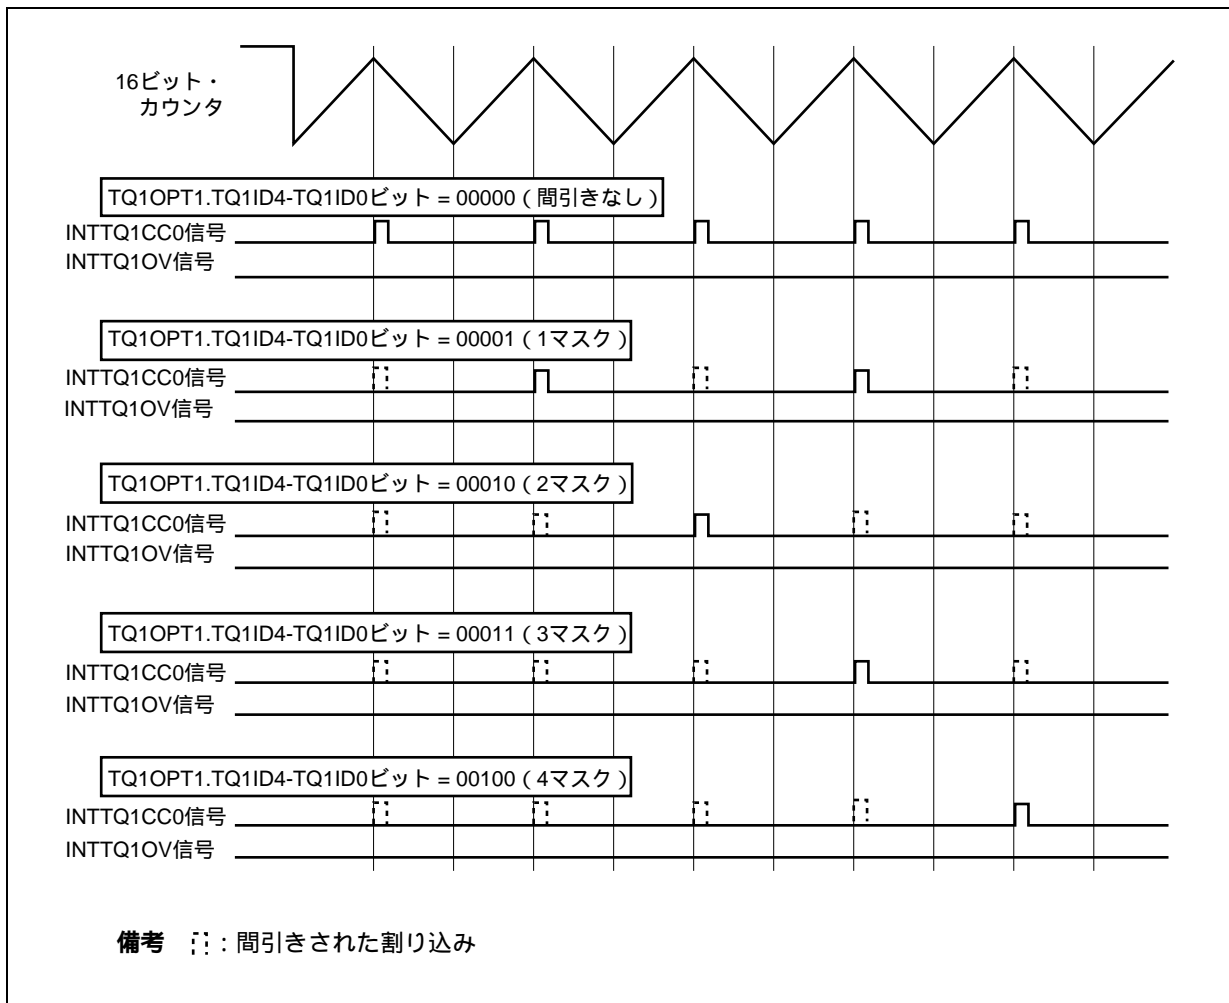 16ビット・
カウンタ
TQ1OPT1.TQ1ID4-TQ1ID0ビット = 00000（間引きなし）
INTTQ1CC0信号
INTTQ1OV信号
TQ1OPT1.TQ1ID4-TQ1ID0ビット = 00001（1マスク）
INTTQ1CC0信号
INTTQ1OV信号
TQ1OPT1.TQ1ID4-TQ1ID0ビット = 00010（2マスク）
INTTQ1CC0信号
INTTQ1OV信号
TQ1OPT1.TQ1ID4-TQ1ID0ビット = 00011（3マスク）
INTTQ1CC0信号
INTTQ1OV信号
TQ1OPT1.TQ1ID4-TQ1ID0ビット = 00100（4マスク）
INTTQ1CC0信号
INTTQ1OV信号
備考 ：間引きされた割り込み